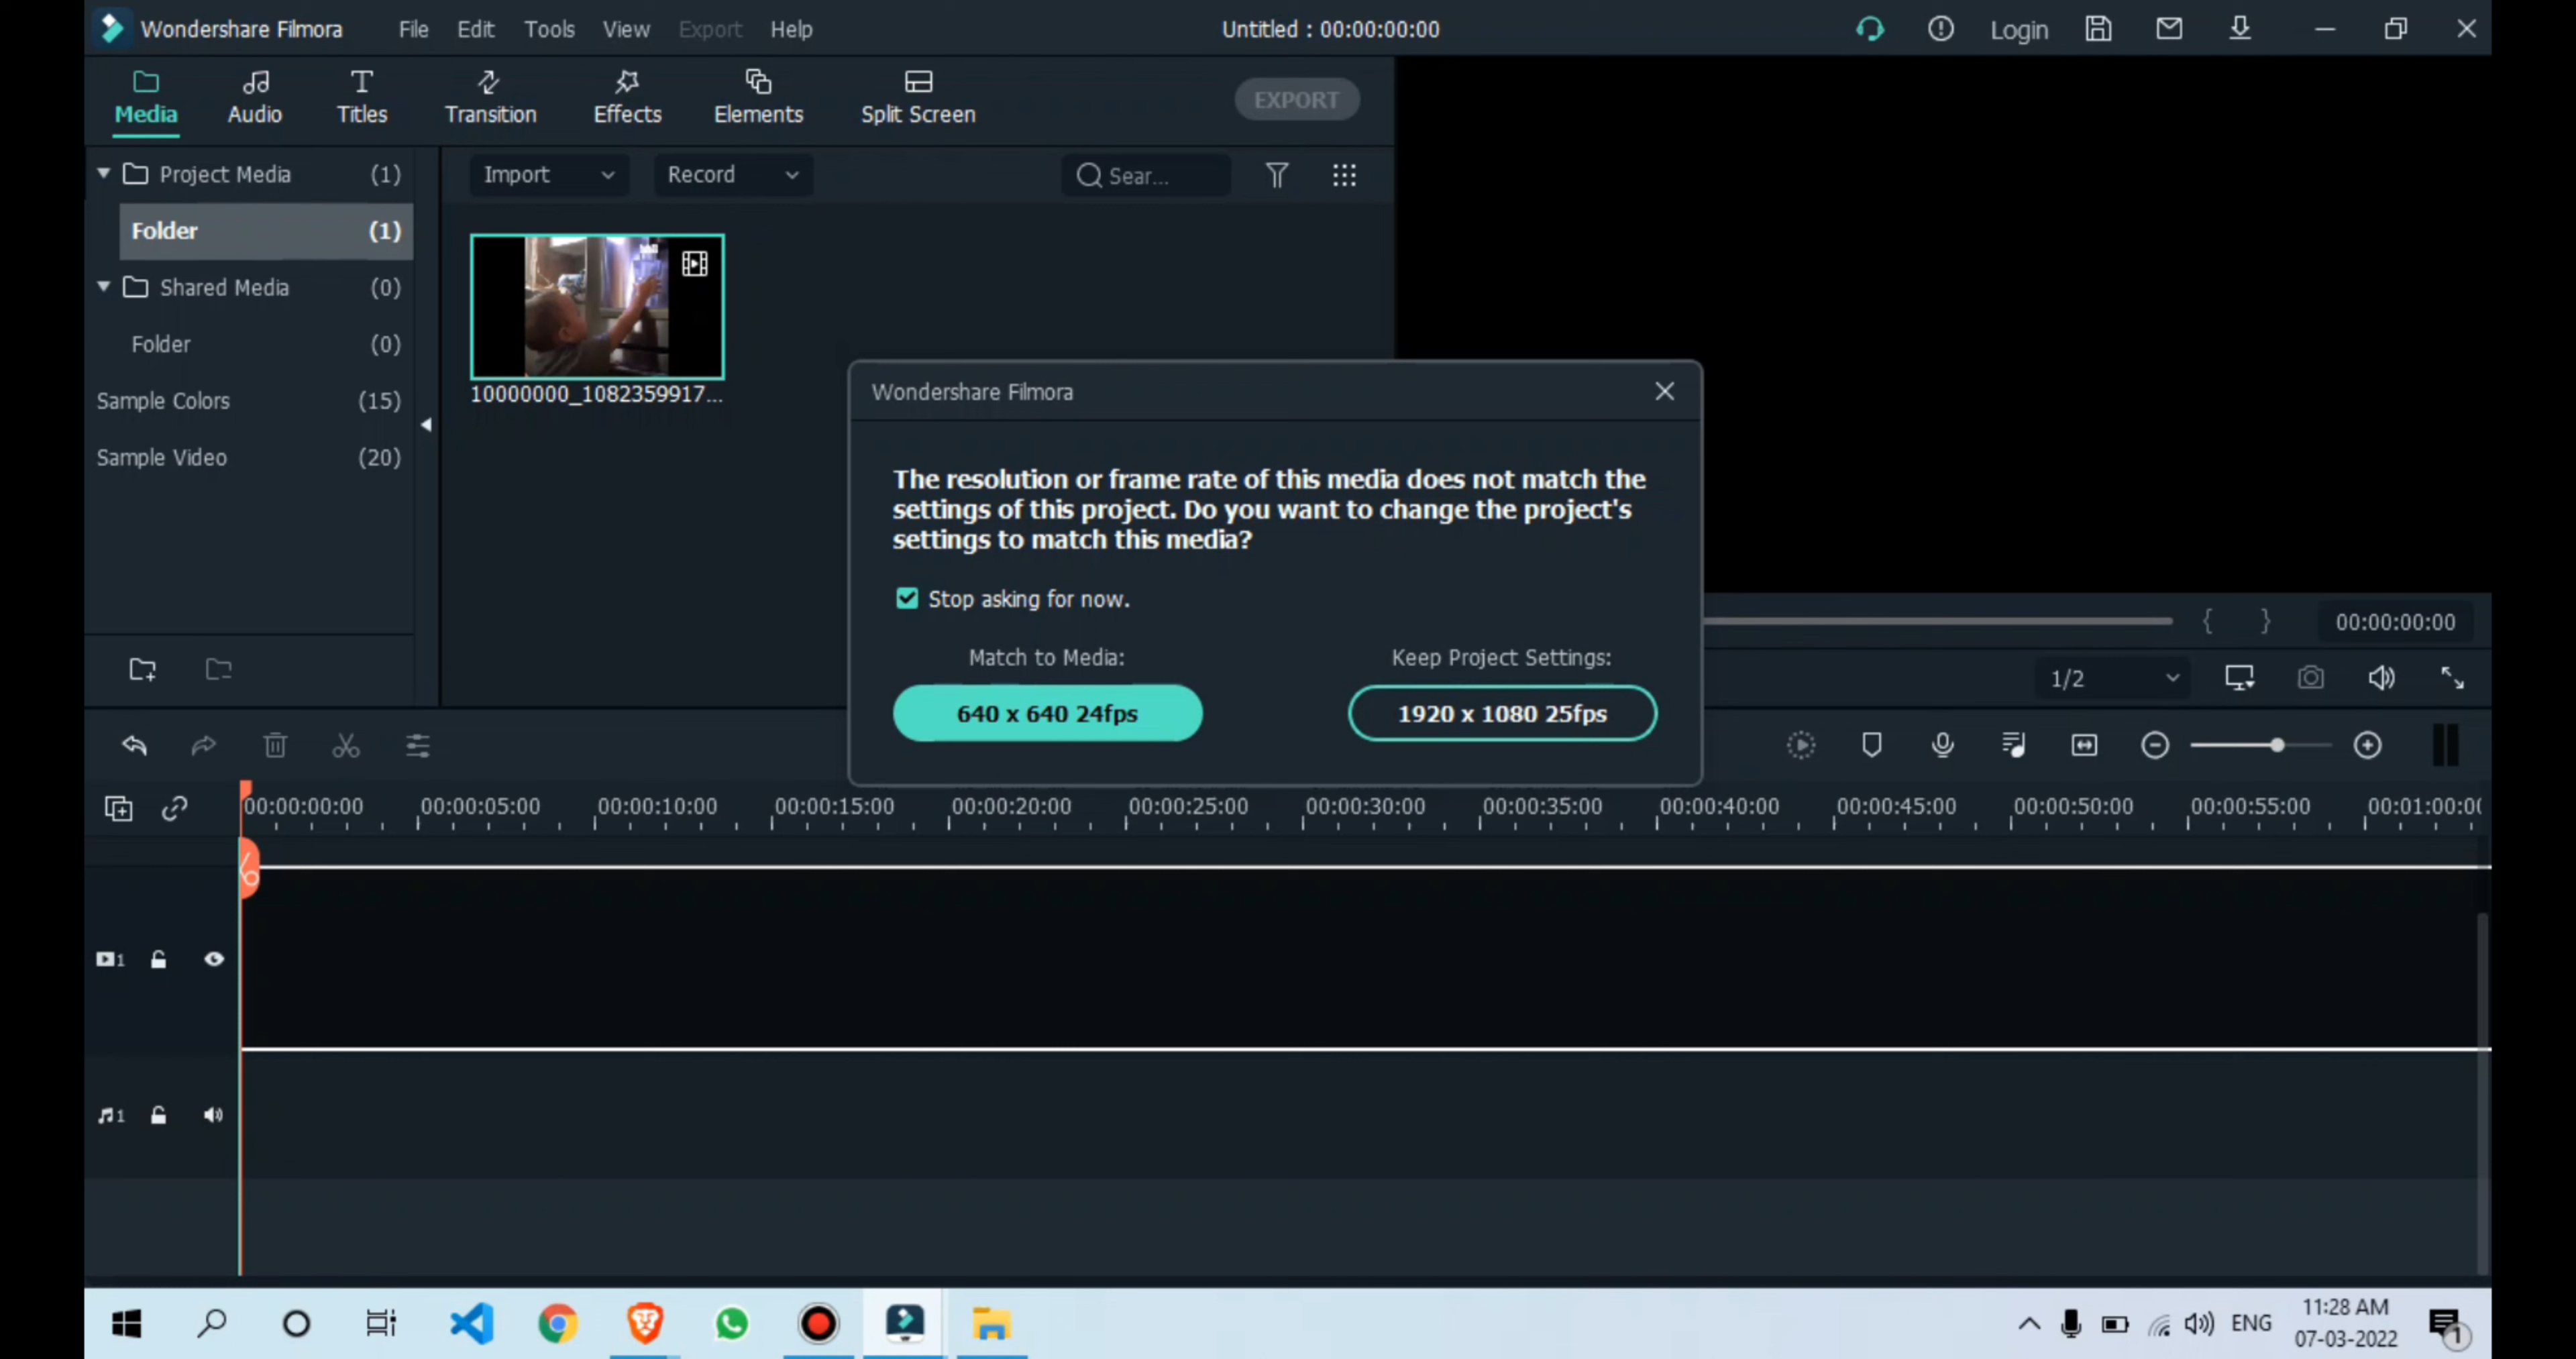 Wondershare Filmora File Edit Tools View Export Help Untitled : 00:00:00:00 Login
Media Audio Titles Transition Effects Elements Split Screen EXPORT
Project Media (1) Import Record Sear...
Folder (1)
Shared Media (0)
Folder (0)
Sample Colors (15)
Sample Video (20)
10000000_1082359917...
Wondershare Filmora
The resolution or frame rate of this media does not match the
settings of this project. Do you want to change the project's
settings to match this media?
Stop asking for now.
Match to Media: Keep Project Settings:
640 x 640 24fps 1920 x 1080 25fps
{ } 00:00:00:00
1/2
00:00:00:00 00:00:05:00 00:00:10:00 00:00:15:00 00:00:20:00 00:00:25:00 00:00:30:00 00:00:35:00 00:00:40:00 00:00:45:00 00:00:50:00 00:00:55:00 00:01:00:00
1
1
ENG 11:28 AM
07-03-2022
1